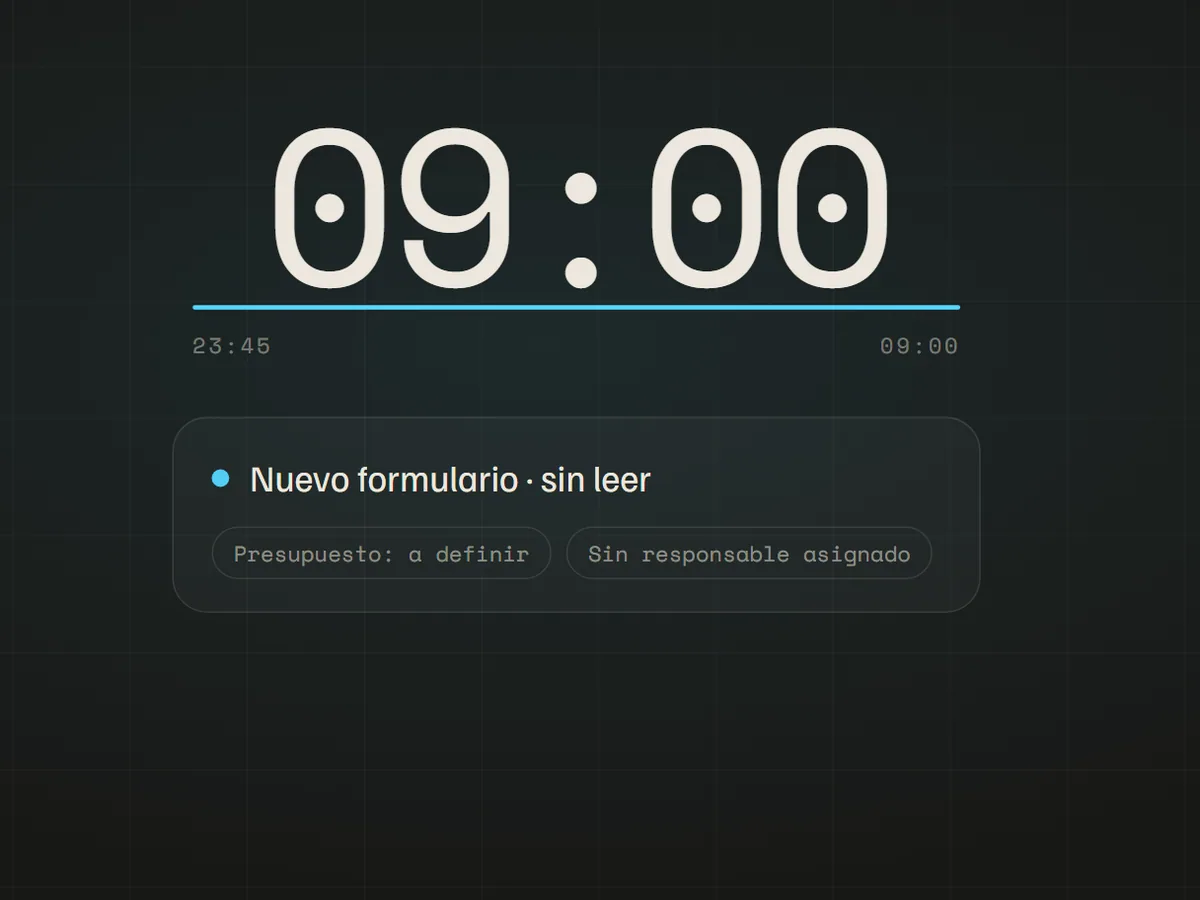 09:00
23:45 09:00
Nuevo formulario · sin leer
Presupuesto: a definir Sin responsable asignado